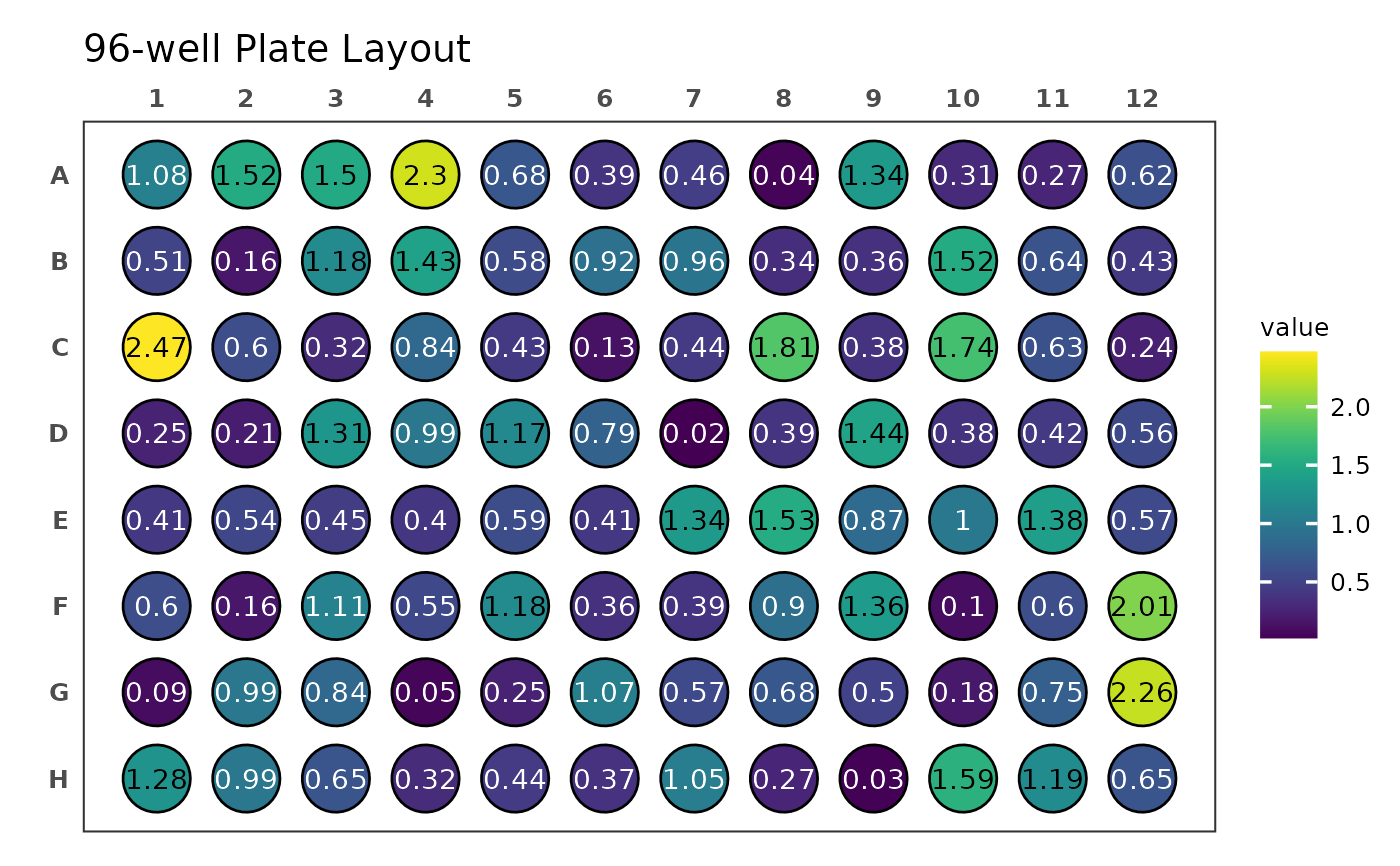 96-well Plate Layout
1 2 3 4 5 6 7 8 9 10 11 12
A 1.08 1.52 1.5 2.3 0.68 0.39 0.46 0.04 1.34 0.31 0.27 0.62
B 0.51 0.16 1.18 1.43 0.58 0.92 0.96 0.34 0.36 1.52 0.64 0.43
C 2.47 0.6 0.32 0.84 0.43 0.13 0.44 1.81 0.38 1.74 0.63 0.24
D 0.25 0.21 1.31 0.99 1.17 0.79 0.02 0.39 1.44 0.38 0.42 0.56
E 0.41 0.54 0.45 0.4 0.59 0.41 1.34 1.53 0.87 1 1.38 0.57
F 0.6 0.16 1.11 0.55 1.18 0.36 0.39 0.9 1.36 0.1 0.6 2.01
G 0.09 0.99 0.84 0.05 0.25 1.07 0.57 0.68 0.5 0.18 0.75 2.26
H 1.28 0.99 0.65 0.32 0.44 0.37 1.05 0.27 0.03 1.59 1.19 0.65
value
2.0
1.5
1.0
0.5